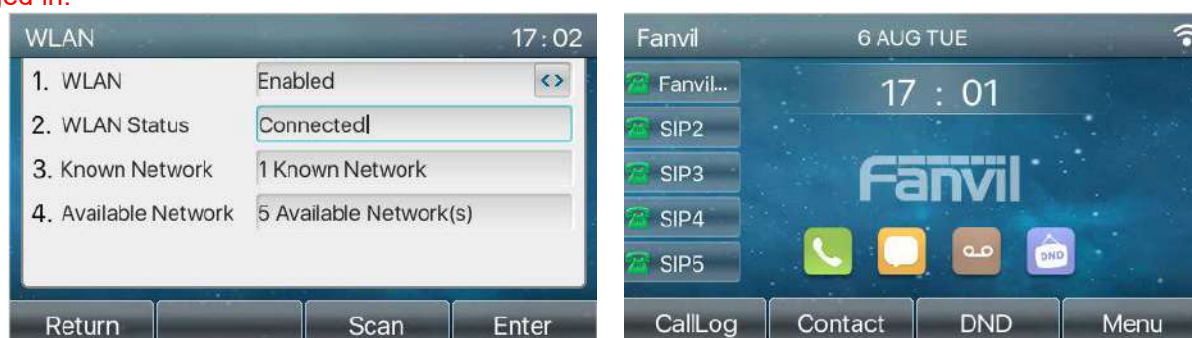 WLAN 17:02
1. WLAN Enabled <>
2. WLAN Status Connected
3. Known Network 1 Known Network
4. Available Network 5 Available Network(s)
Return Scan Enter
Fanvil 6 AUG TUE
Fanvil...
17 : 01
SIP2
SIP3
Fanvil
SIP4
DND
SIP5
CallLog Contact DND Menu